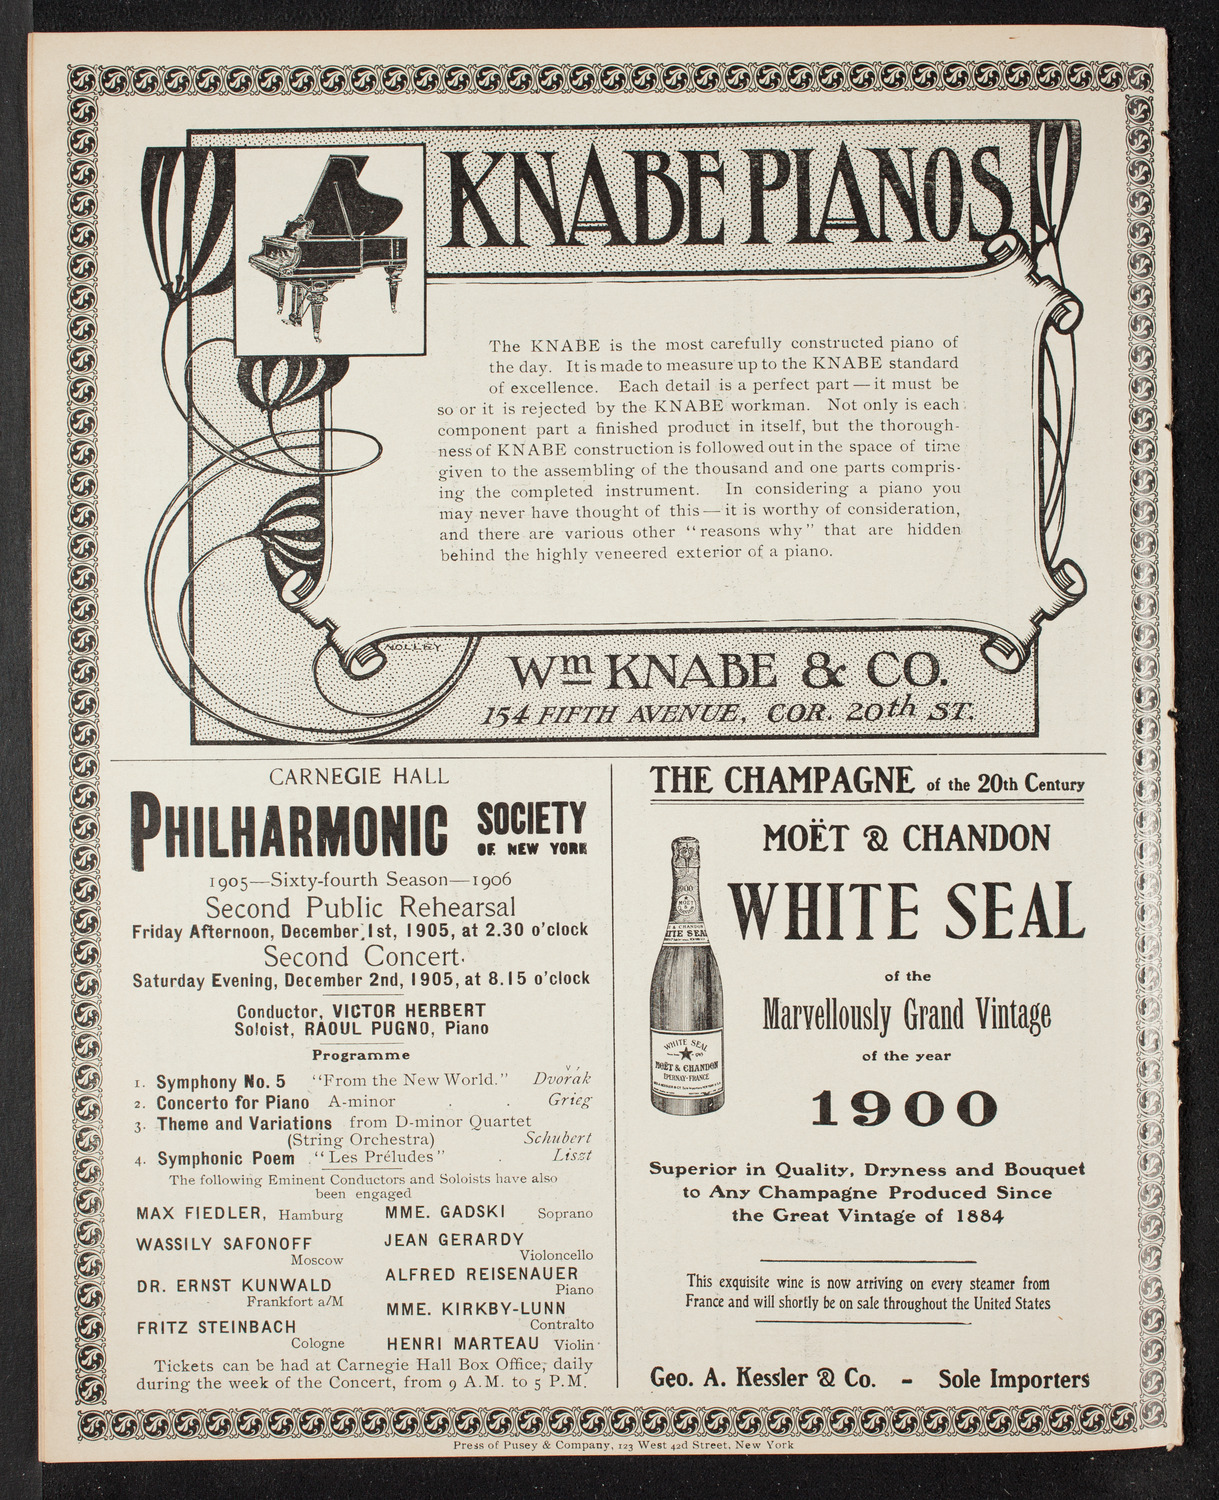 KNABE PIANOS
The KNABE is the most carefully constructed piano of
the day. It is made to measure up to the KNABE standard
of excellence. Each detail is a perfect part — it must be
so or it is rejected by the KNABE workman. Not only is each
component part a finished product in itself, but the thorough-
ness of KNABE construction is followed out in the space of time
given to the assembling of the thousand and one parts compris-
ing the completed instrument. In considering a piano you
may never have thought of this — it is worthy of consideration,
and there are various other "reasons why" that are hidden
behind the highly veneered exterior of a piano.
NOLLEY
Wm KNABE & CO.
154 FIFTH AVENUE, COR. 20th ST.
CARNEGIE HALL
PHILHARMONIC SOCIETY
OF NEW YORK
1905—Sixty-fourth Season—1906
Second Public Rehearsal
Friday Afternoon, December 1st, 1905, at 2.30 o'clock
Second Concert
Saturday Evening, December 2nd, 1905, at 8.15 o'clock
Conductor, VICTOR HERBERT
Soloist, RAOUL PUGNO, Piano
Programme
1. Symphony No. 5 "From the New World." Dvořák
2. Concerto for Piano A-minor . . Grieg
3. Theme and Variations from D-minor Quartet
(String Orchestra) Schubert
4. Symphonic Poem "Les Préludes" . Liszt
The following Eminent Conductors and Soloists have also
been engaged
MAX FIEDLER, Hamburg
WASSILY SAFONOFF
Moscow
DR. ERNST KUNWALD
Frankfort a/M
FRITZ STEINBACH
Cologne
MME. GADSKI Soprano
JEAN GERARDY
Violoncello
ALFRED REISENAUER
Piano
MME. KIRKBY-LUNN
Contralto
HENRI MARTEAU Violin
Tickets can be had at Carnegie Hall Box Office, daily
during the week of the Concert, from 9 A.M. to 5 P.M.
THE CHAMPAGNE of the 20th Century
MOËT & CHANDON
WHITE SEAL
of the
Marvellously Grand Vintage
of the year
1900
1900
MOËT
& CHANDON
ITE SEAL
WHITE SEAL
MOËT & CHANDON
EPERNAY-FRANCE
Superior in Quality, Dryness and Bouquet
to Any Champagne Produced Since
the Great Vintage of 1884
This exquisite wine is now arriving on every steamer from
France and will shortly be on sale throughout the United States
Geo. A. Kessler & Co. - Sole Importers
Press of Pusey & Company, 123 West 42d Street, New York